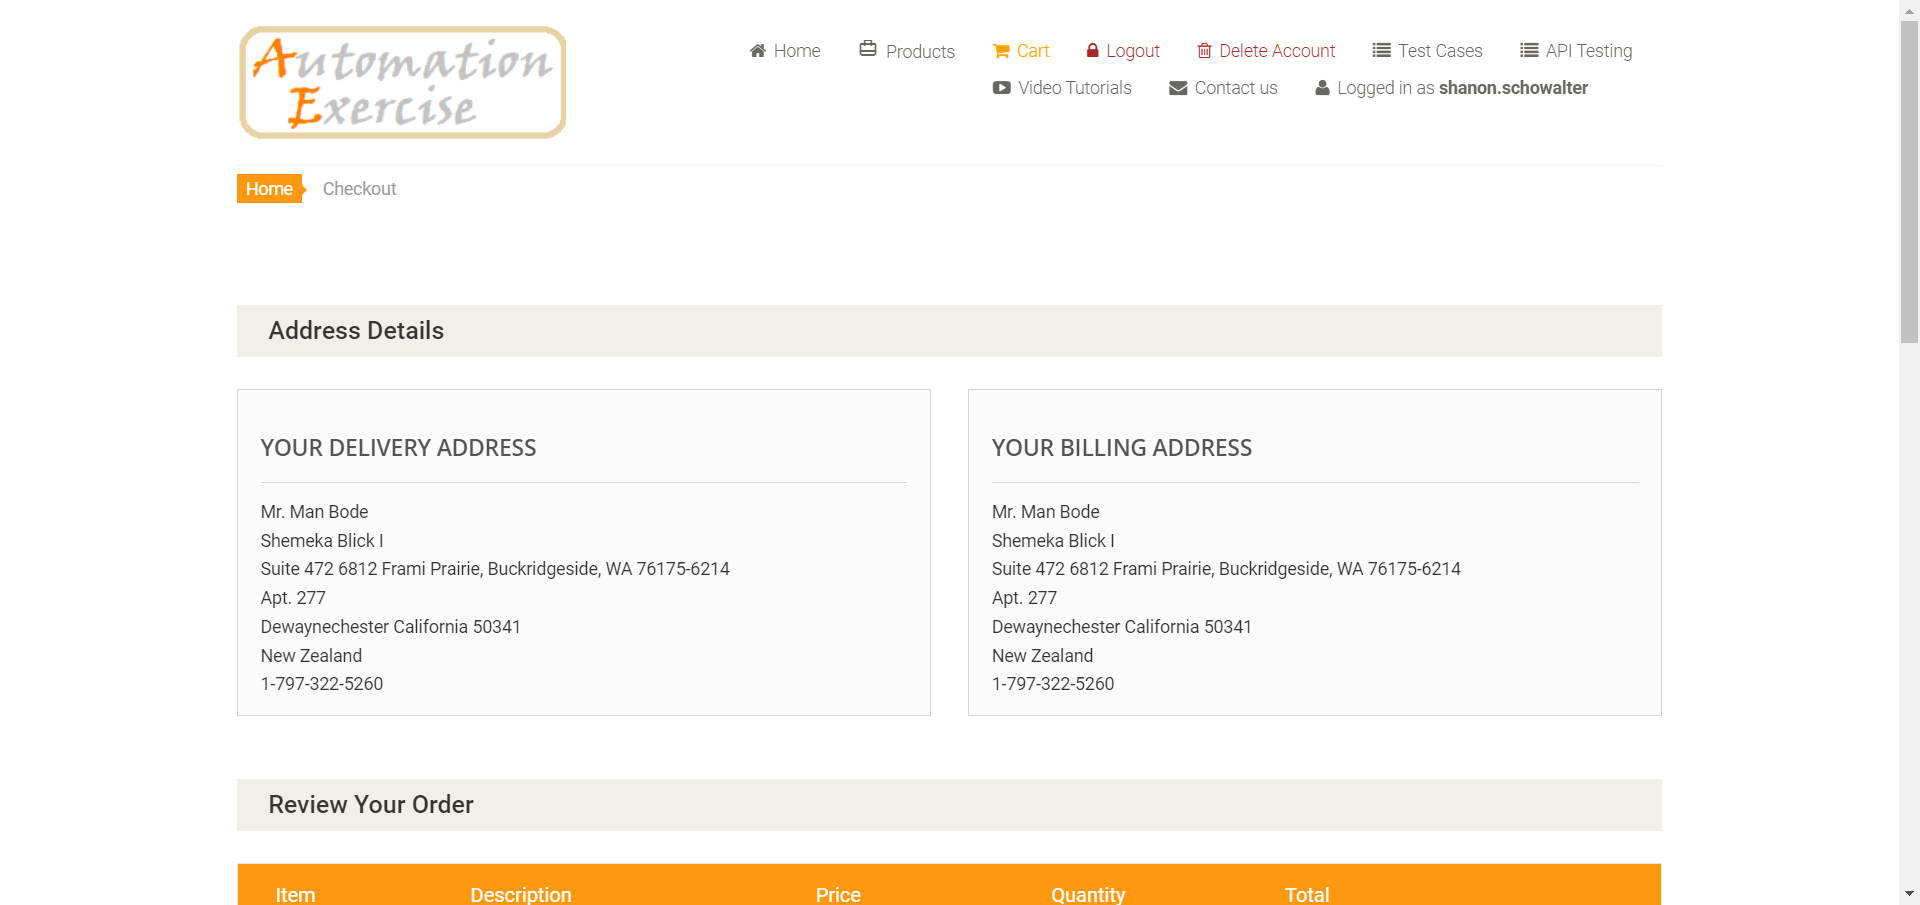 Automation
Exercise
Home
Products
Cart
Logout
Delete Account
Test Cases
API Testing
Video Tutorials
Contact us
Logged in as shanon.schowalter
Home
Checkout
Address Details
YOUR DELIVERY ADDRESS
Mr. Man Bode
Shemeka Blick I
Suite 472 6812 Frami Prairie, Buckridgeside, WA 76175-6214
Apt. 277
Dewaynechester California 50341
New Zealand
1-797-322-5260
YOUR BILLING ADDRESS
Mr. Man Bode
Shemeka Blick I
Suite 472 6812 Frami Prairie, Buckridgeside, WA 76175-6214
Apt. 277
Dewaynechester California 50341
New Zealand
1-797-322-5260
Review Your Order
Item Description Price Quantity Total